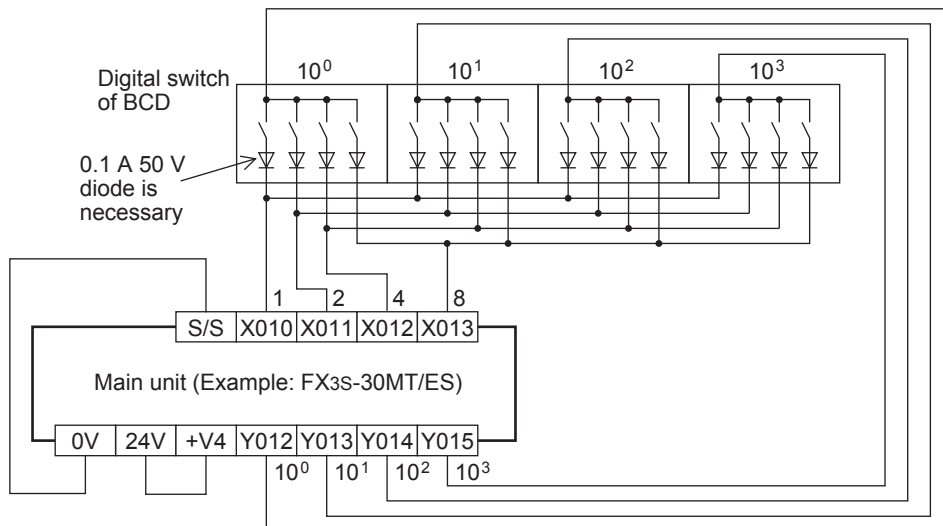 10⁰ 10¹ 10² 10³
Digital switch
of BCD
0.1 A 50 V
diode is
necessary
1 2 4 8
S/S X010 X011 X012 X013
Main unit (Example: FX3S-30MT/ES)
0V 24V +V4 Y012 Y013 Y014 Y015
10⁰ 10¹ 10² 10³